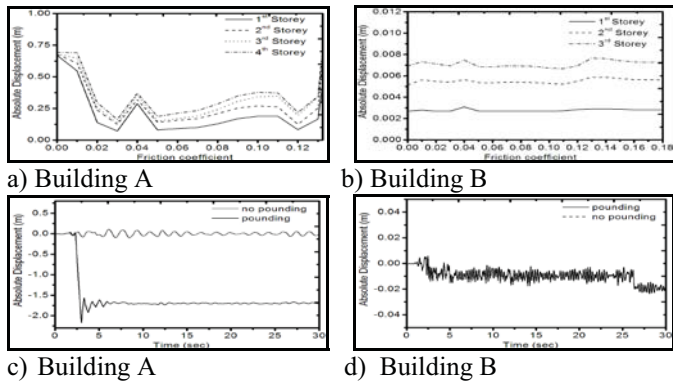 1.00
0.75
0.50
0.25
0.00
Absolute Displacement (m)
1st Storey
2nd Storey
3rd Storey
4th Storey
0.00 0.02 0.04 0.06 0.08 0.10 0.12
Friction coefficient
0.012
0.010
0.008
0.006
0.004
0.002
0.000
Absolute Displacement (m)
1st Storey
2nd Storey
3rd Storey
0.00 0.02 0.04 0.06 0.08 0.10 0.12 0.14 0.16 0.18
Friction coefficient
a) Building A
b) Building B
0.5
0.0
-0.5
-1.0
-1.5
-2.0
Absolute Displacement (m)
no pounding
pounding
0 5 10 15 20 25 30
Time (sec)
0.04
0.02
0.00
-0.02
-0.04
Absolute Displacement (m)
pounding
no pounding
0 5 10 15 20 25 30
Time (sec)
c) Building A
d) Building B